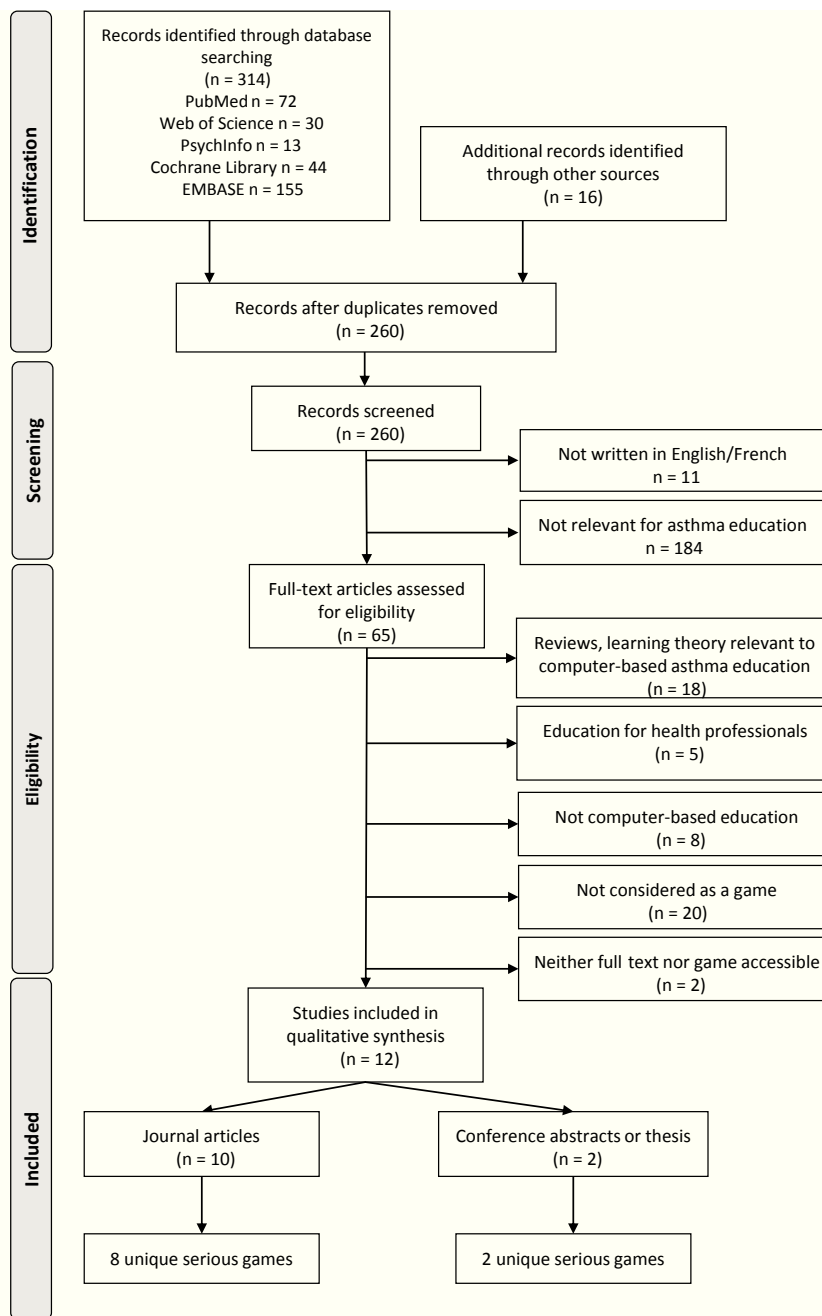 Identification
Records identified through database
searching
(n = 314)
PubMed n = 72
Web of Science n = 30
PsychInfo n = 13
Cochrane Library n = 44
EMBASE n = 155
Additional records identified
through other sources
(n = 16)
Records after duplicates removed
(n = 260)
Screening
Records screened
(n = 260)
Not written in English/French
n = 11
Not relevant for asthma education
n = 184
Eligibility
Full-text articles assessed
for eligibility
(n = 65)
Reviews, learning theory relevant to
computer-based asthma education
(n = 18)
Education for health professionals
(n = 5)
Not computer-based education
(n = 8)
Not considered as a game
(n = 20)
Neither full text nor game accessible
(n = 2)
Included
Studies included in
qualitative synthesis
(n = 12)
Journal articles
(n = 10)
Conference abstracts or thesis
(n = 2)
8 unique serious games
2 unique serious games